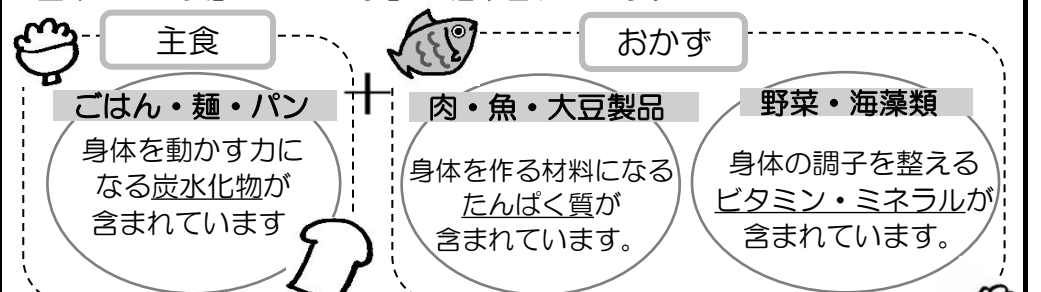 主食
ごはん・麺・パン
身体を動かす力に
なる炭水化物が
含まれています
+
おかず
肉・魚・大豆製品
身体を作る材料になる
たんぱく質が
含まれています。
野菜・海藻類
身体の調子を整える
ビタミン・ミネラルが
含まれています。